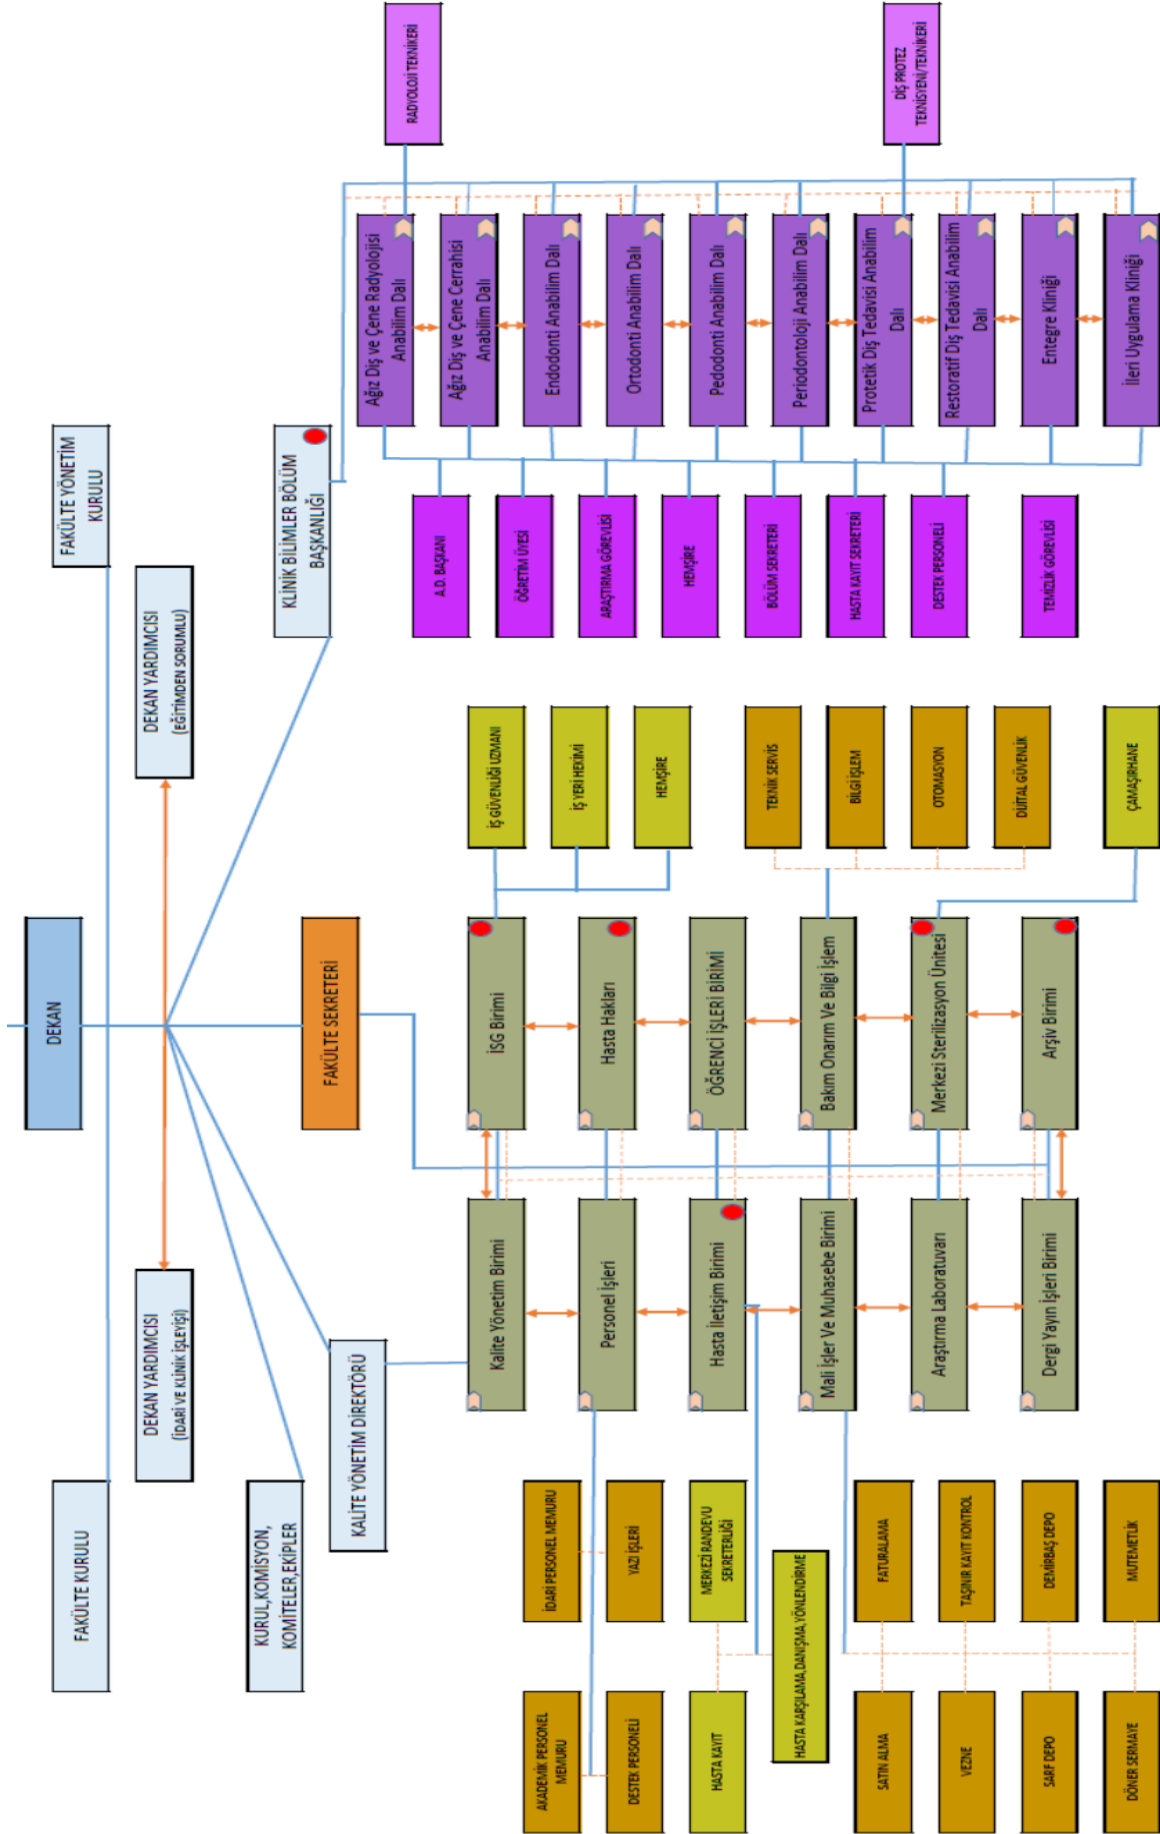 DEKAN
FAKÜLTE KURULU
FAKÜLTE YÖNETİM
KURULU
DEKAN YARDIMCISI
(İDARİ VE KLİNİK İŞLEYİŞİ)
DEKAN YARDIMCISI
(EĞİTİMDEN SORUMLU)
KURUL,KOMİSYON,
KOMİTELER,EKİPLER
KALİTE YÖNETİM DİREKTÖRÜ
FAKÜLTE SEKRETERİ
KLİNİK BİLİMLER BÖLÜM
BAŞKANLIĞI
Kalite Yönetim Birimi
Personel İşleri
Hasta İletişim Birimi
Mali İşler Ve Muhasebe Birimi
Araştırma Laboratuvarı
Dergi Yayın İşleri Birimi
İSG Birimi
Hasta Hakları
ÖĞRENCİ İŞLERİ BİRİMİ
Bakım Onarım Ve Bilgi İşlem
Merkezi Sterilizasyon Ünitesi
Arşiv Birimi
AKADEMİK PERSONEL
MEMURU
İDARİ PERSONEL MEMURU
DESTEK PERSONELİ
YAZI İŞLERİ
HASTA KAYIT
MERKEZİ RANDEVU
SEKRETERLİĞİ
HASTA KARŞILAMA,DANIŞMA,YÖNLENDİRME
SATIN ALMA
FATURALAMA
VEZNE
TAŞINIR KAYIT KONTROL
SARF DEPO
DEMİRBAŞ DEPO
DÖNER SERMAYE
MUTEMETLİK
İŞ GÜVENLİĞİ UZMANI
İŞ YERİ HEKİMİ
HEMŞİRE
TEKNİK SERVİS
BİLGİ İŞLEM
OTOMASYON
DİJİTAL GÜVENLİK
ÇAMAŞIRHANE
A.D. BAŞKANI
ÖĞRETİM ÜYESİ
ARAŞTIRMA GÖREVLİSİ
HEMŞİRE
BÖLÜM SEKRETERİ
HASTA KAYIT SEKRETERİ
DESTEK PERSONELİ
TEMİZLİK GÖREVLİSİ
Ağız Diş ve Çene Radyolojisi
Anabilim Dalı
Ağız Diş ve Çene Cerrahisi
Anabilim Dalı
Endodonti Anabilim Dalı
Ortodonti Anabilim Dalı
Pedodonti Anabilim Dalı
Periodontoloji Anabilim Dalı
Protetik Diş Tedavisi Anabilim
Dalı
Restoratif Diş Tedavisi Anabilim
Dalı
Entegre Kliniği
İleri Uygulama Kliniği
RADYOLOJİ TEKNİKERİ
DİŞ PROTEZ
TEKNİSYENİ/TEKNİKERİ